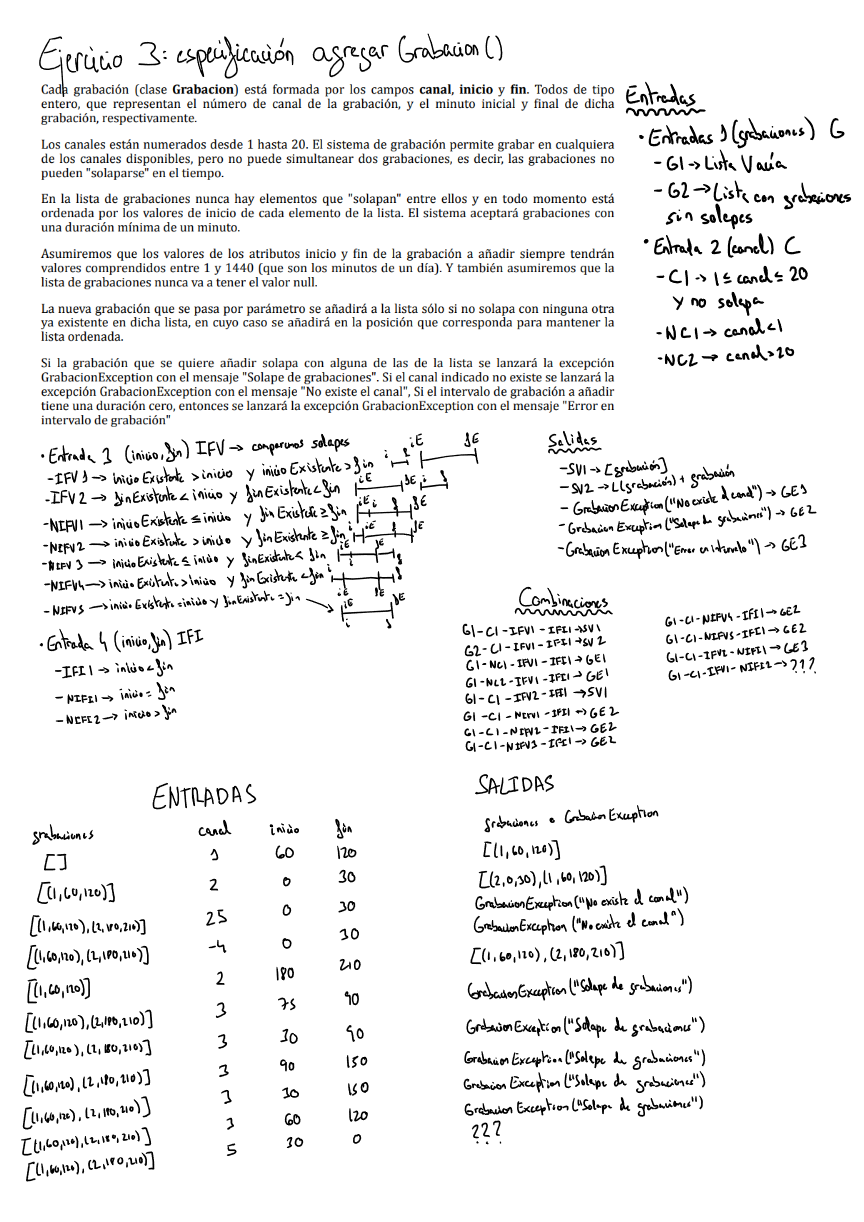 Ejercicio 3: especificación agregar Grabacion()
Cada grabación (clase Grabacion) está formada por los campos canal, inicio y fin. Todos de tipo
entero, que representan el número de canal de la grabación, y el minuto inicial y final de dicha
grabación, respectivamente.
Los canales están numerados desde 1 hasta 20. El sistema de grabación permite grabar en cualquiera
de los canales disponibles, pero no puede simultanear dos grabaciones, es decir, las grabaciones no
pueden "solaparse" en el tiempo.
En la lista de grabaciones nunca hay elementos que "solapan" entre ellos y en todo momento está
ordenada por los valores de inicio de cada elemento de la lista. El sistema aceptará grabaciones con
una duración mínima de un minuto.
Asumiremos que los valores de los atributos inicio y fin de la grabación a añadir siempre tendrán
valores comprendidos entre 1 y 1440 (que son los minutos de un día). Y también asumiremos que la
lista de grabaciones nunca va a tener el valor null.
La nueva grabación que se pasa por parámetro se añadirá a la lista sólo si no solapa con ninguna otra
ya existente en dicha lista, en cuyo caso se añadirá en la posición que corresponda para mantener la
lista ordenada.
Si la grabación que se quiere añadir solapa con alguna de las de la lista se lanzará la excepción
GrabacionException con el mensaje "Solape de grabaciones". Si el canal indicado no existe se lanzará la
excepción GrabacionException con el mensaje "No existe el canal", Si el intervalo de grabación a añadir
tiene una duración cero, entonces se lanzará la excepción GrabacionException con el mensaje "Error en
intervalo de grabación"
Entradas
• Entradas 1 (grabaciones) G
- G1 → Lista Vacía
- G2 → Lista con grabaciones
sin solapes
• Entrada 2 (canal) C
- C1 → 1 ≤ canal ≤ 20
y no solapa
- NC1 → canal < 1
- NC2 → canal > 20
• Entrada 3 (inicio, fin) IFV → comparamos solapes
- IFV1 → inicio Existente > inicio y inicio Existente > fin
- IFV2 → fin Existente < inicio y fin Existente < fin
- NIFV1 → inicio Existente ≤ inicio y fin Existente ≥ fin
- NIFV2 → inicio Existente > inicio y fin Existente ≥ fin
- NIFV3 → inicio Existente ≤ inicio y fin Existente < fin
- NIFV4 → inicio Existente > inicio y fin Existente < fin
- NIFV5 → inicio Existente = inicio y fin Existente = fin
• Entrada 4 (inicio, fin) IFI
- IFI1 → inicio < fin
- NIFI1 → inicio = fin
- NIFI2 → inicio > fin
Salidas
- SV1 → [grabación]
- SV2 → L(grabación) + grabación
- Grabacion Exception ("No existe el canal") → GE1
- Grabacion Exception ("Solape de grabaciones") → GE2
- Grabacion Exception ("Error en intervalo") → GE3
Combinaciones
G1-C1-IFV1-IFI1 → SV1
G2-C1-IFV1-IFI1 → SV2
G1-NC1-IFV1-IFI1 → GE1
G1-NC2-IFV1-IFI1 → GE1
G1-C1-IFV2-IFI1 → SV1
G1-C1-NIFV1-IFI1 → GE2
G1-C1-NIFV2-IFI1 → GE2
G1-C1-NIFV3-IFI1 → GE2
G1-C1-NIFV4-IFI1 → GE2
G1-C1-NIFV5-IFI1 → GE2
G1-C1-IFV1-NIFI1 → GE3
G1-C1-IFV1-NIFI2 → ???
ENTRADAS SALIDAS
grabaciones canal inicio fin grabaciones o Grabacion Exception
[] 1 60 120 [(1,60,120)]
[(1,60,120)] 2 0 30 [(2,0,30),(1,60,120)]
[(1,60,120),(2,180,210)] 25 0 30 Grabacion Exception ("No existe el canal")
[(1,60,120),(2,180,210)] -4 0 30 Grabacion Exception ("No existe el canal")
[(1,60,120)] 2 180 210 [(1,60,120),(2,180,210)]
[(1,60,120),(2,180,210)] 3 75 90 Grabacion Exception ("Solape de grabaciones")
[(1,60,120),(2,180,210)] 3 30 90 Grabacion Exception ("Solape de grabaciones")
[(1,60,120),(2,180,210)] 3 90 150 Grabacion Exception ("Solape de grabaciones")
[(1,60,120),(2,180,210)] 3 30 150 Grabacion Exception ("Solape de grabaciones")
[(1,60,120),(2,180,210)] 3 60 120 Grabacion Exception ("Solape de grabaciones")
[(1,60,120),(2,180,210)] 5 30 0 ???